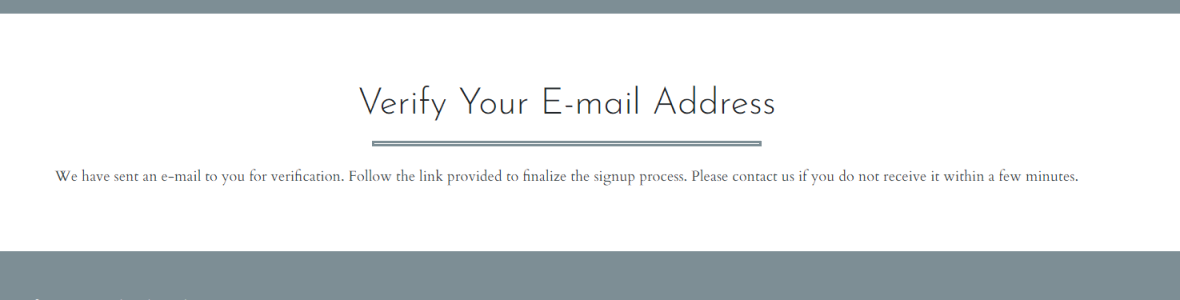 Verify Your E-mail Address
We have sent an e-mail to you for verification. Follow the link provided to finalize the signup process. Please contact us if you do not receive it within a few minutes.